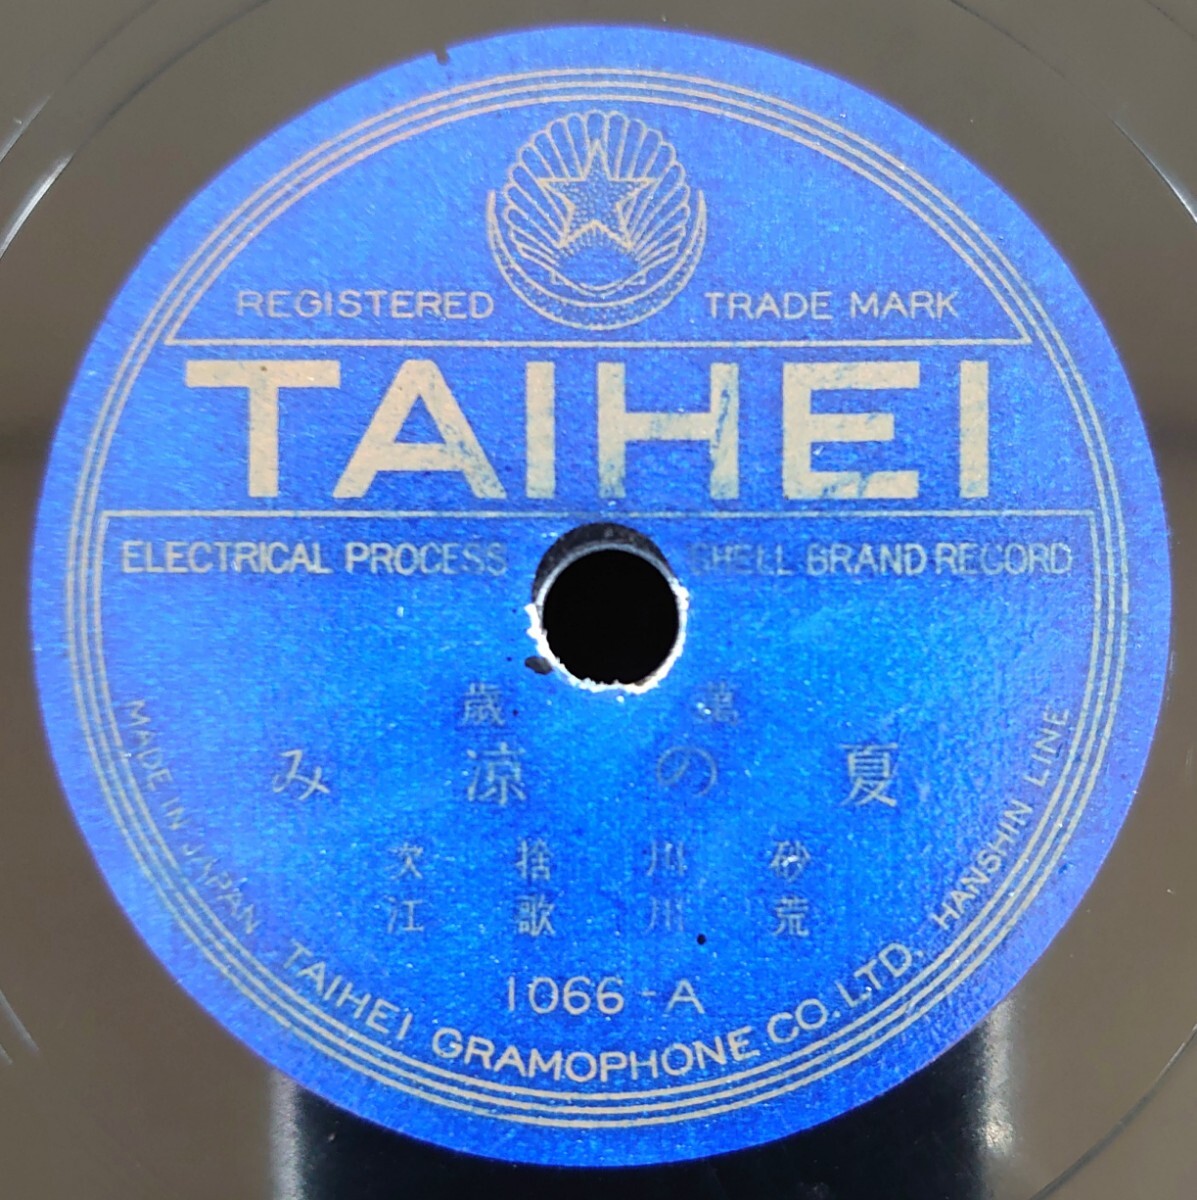 REGISTERED TRADE MARK
TAIHEI
ELECTRICAL PROCESS SHELL BRAND RECORD
萬歳
夏の涼み
砂川捨次
荒川歌江
1066-A
MADE IN JAPAN TAIHEI GRAMOPHONE CO. LTD. HANSHIN LINE